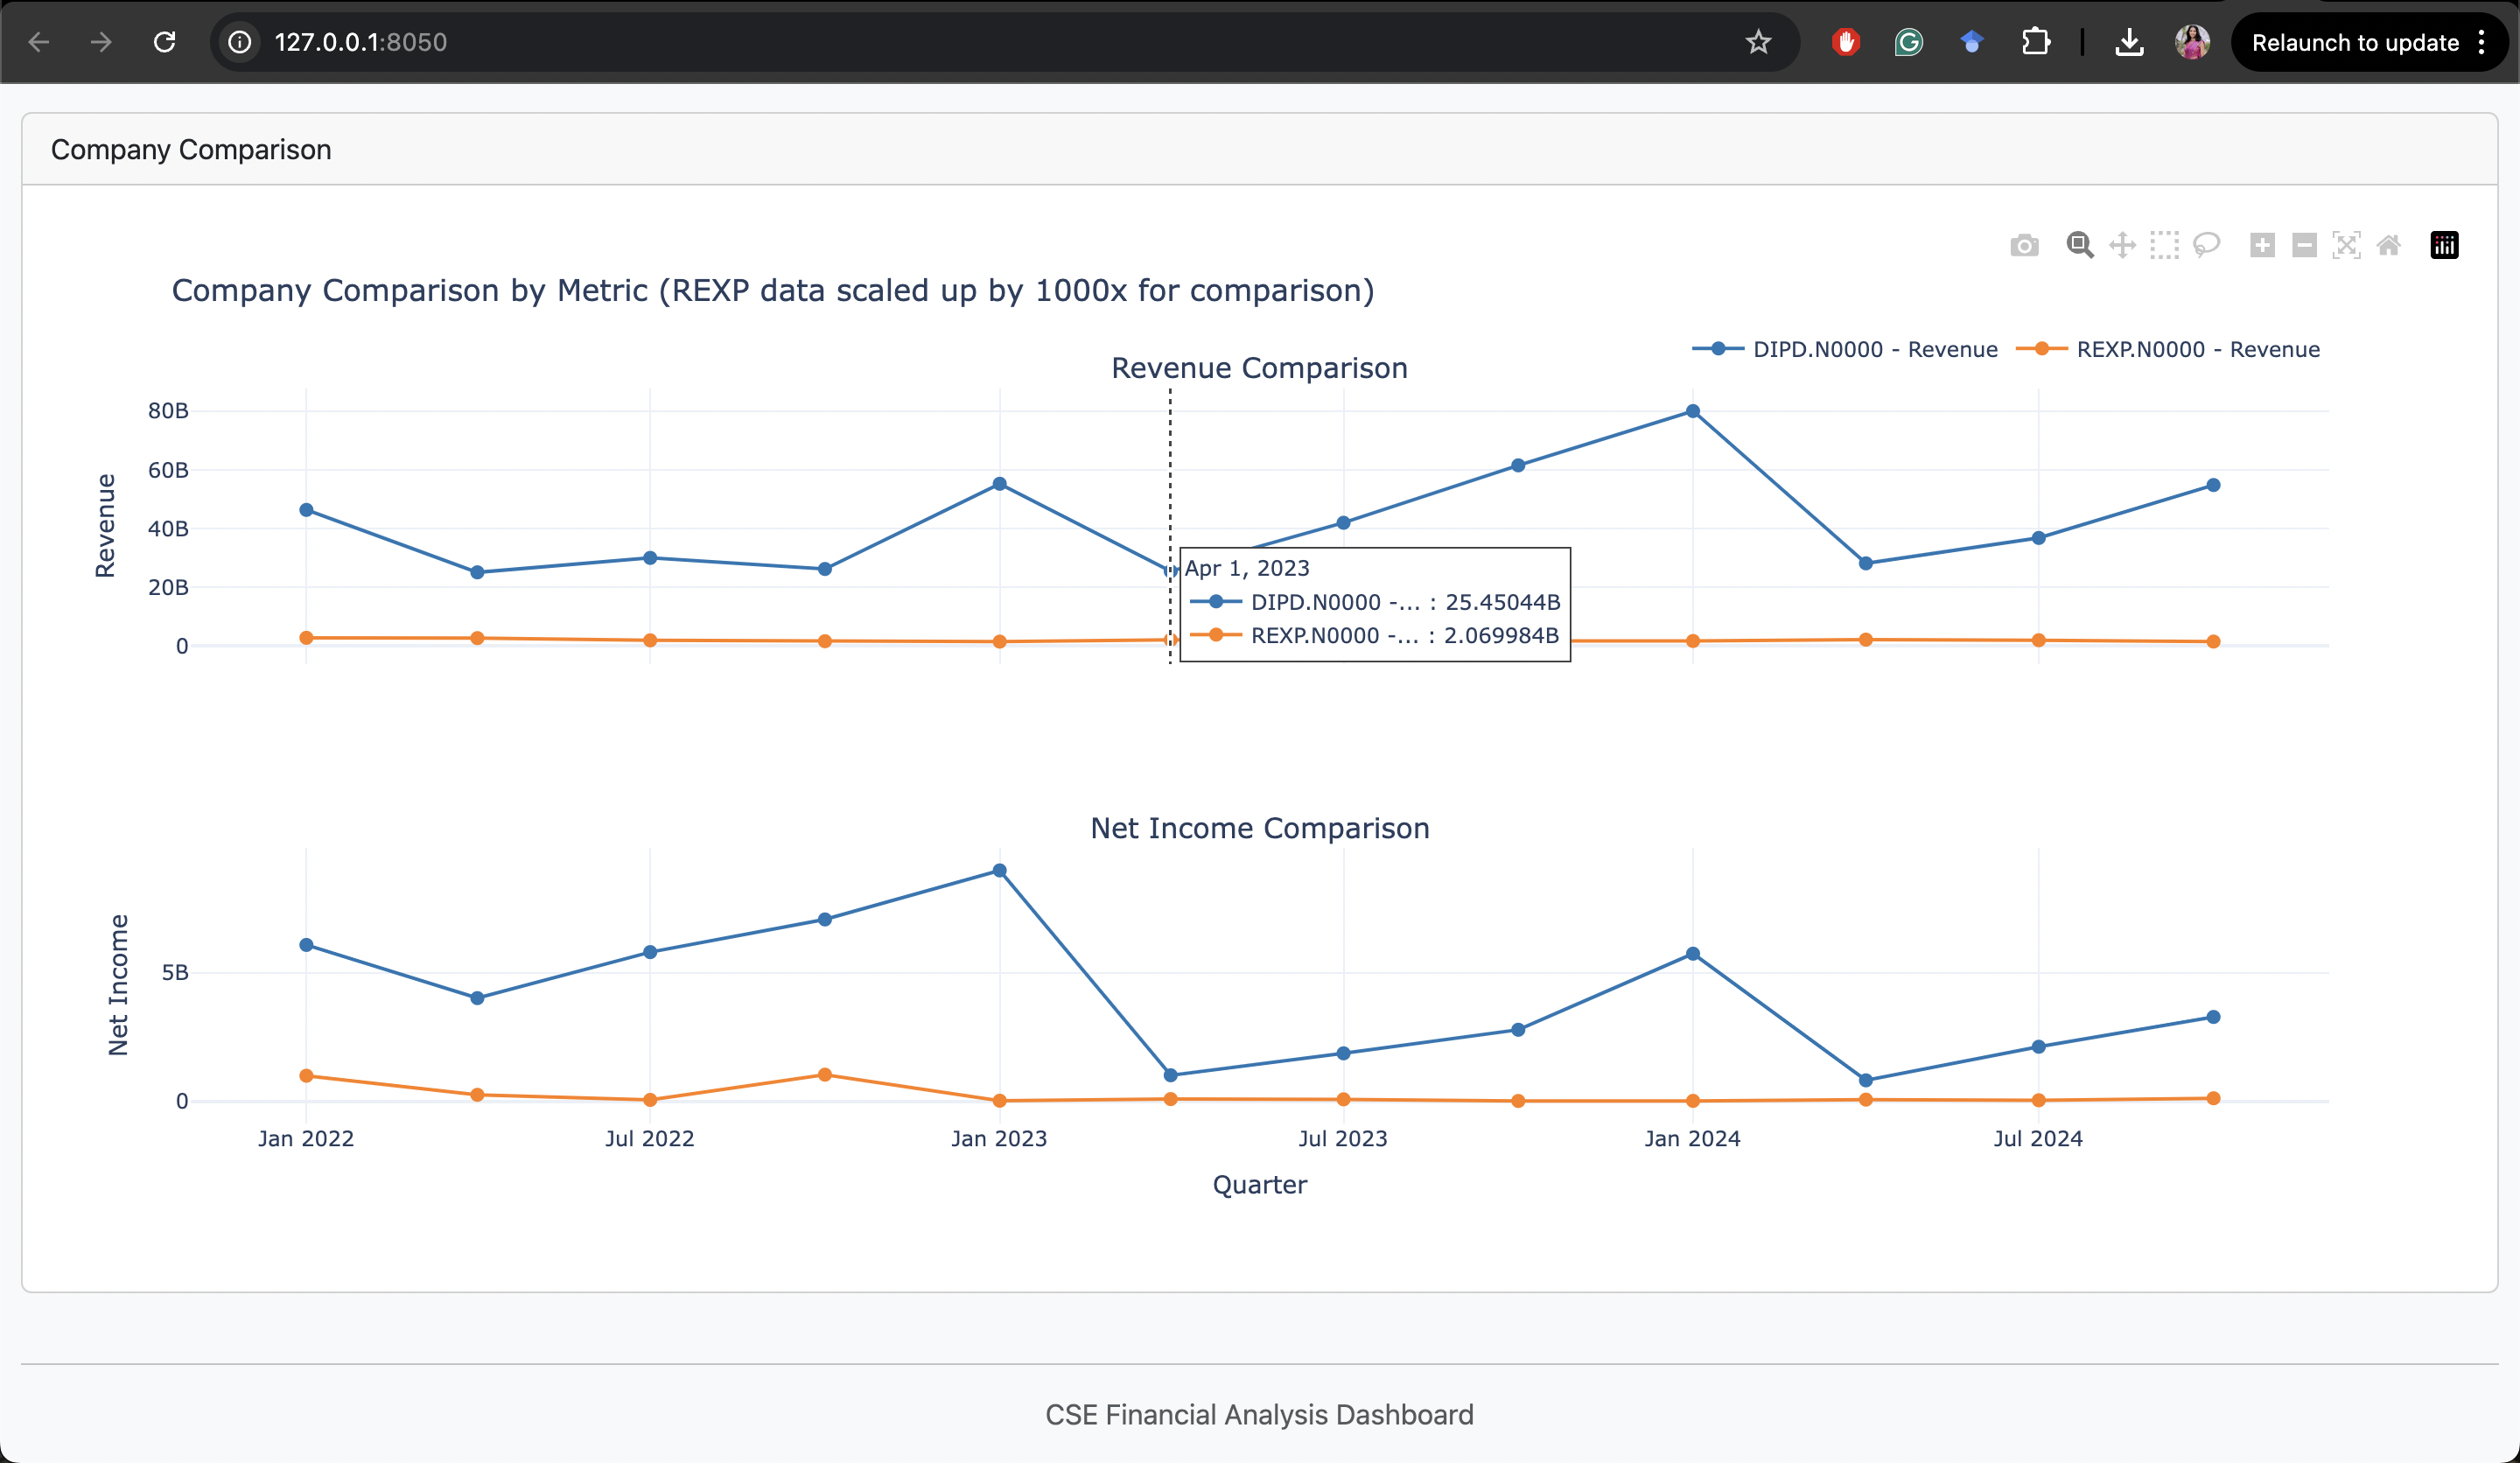 127.0.0.1:8050
Relaunch to update
Company Comparison
Company Comparison by Metric (REXP data scaled up by 1000x for comparison)
DIPD.N0000 - Revenue
REXP.N0000 - Revenue
Revenue Comparison
Revenue
80B
60B
40B
20B
0
Apr 1, 2023
DIPD.N0000 -... : 25.45044B
REXP.N0000 -... : 2.069984B
Net Income Comparison
Net Income
5B
0
Jan 2022
Jul 2022
Jan 2023
Jul 2023
Jan 2024
Jul 2024
Quarter
CSE Financial Analysis Dashboard